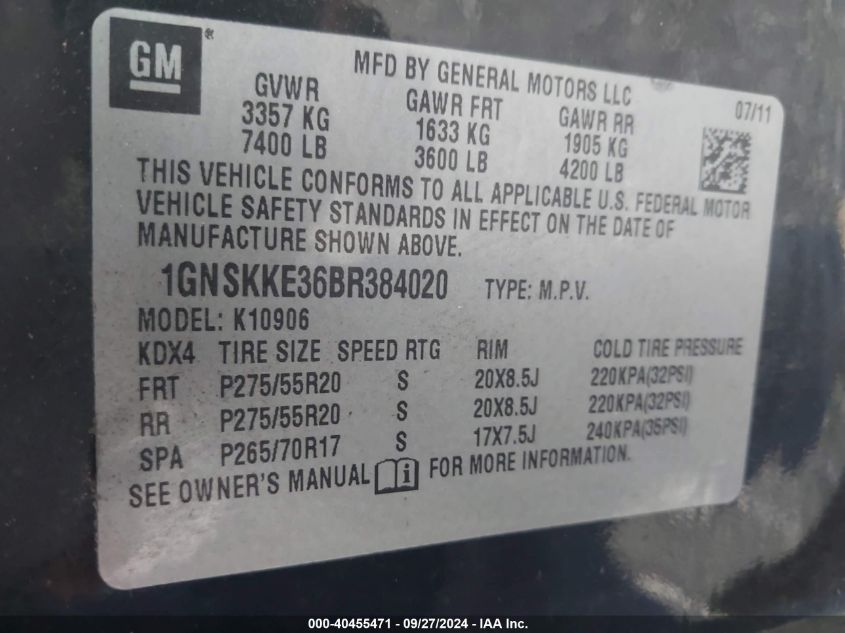 GM
MFD BY GENERAL MOTORS LLC
07/11
GVWR GAWR FRT GAWR RR
3357 KG 1633 KG 1905 KG
7400 LB 3600 LB 4200 LB
THIS VEHICLE CONFORMS TO ALL APPLICABLE U.S. FEDERAL MOTOR
VEHICLE SAFETY STANDARDS IN EFFECT ON THE DATE OF
MANUFACTURE SHOWN ABOVE.
1GNSKKE36BR384020 TYPE: M.P.V.
MODEL: K10906
KDX4 TIRE SIZE SPEED RTG RIM COLD TIRE PRESSURE
FRT P275/55R20 S 20X8.5J 220KPA(32PSI)
RR P275/55R20 S 20X8.5J 220KPA(32PSI)
SPA P265/70R17 S 17X7.5J 240KPA(35PSI)
SEE OWNER'S MANUAL i FOR MORE INFORMATION.
000-40455471 - 09/27/2024 - IAA Inc.